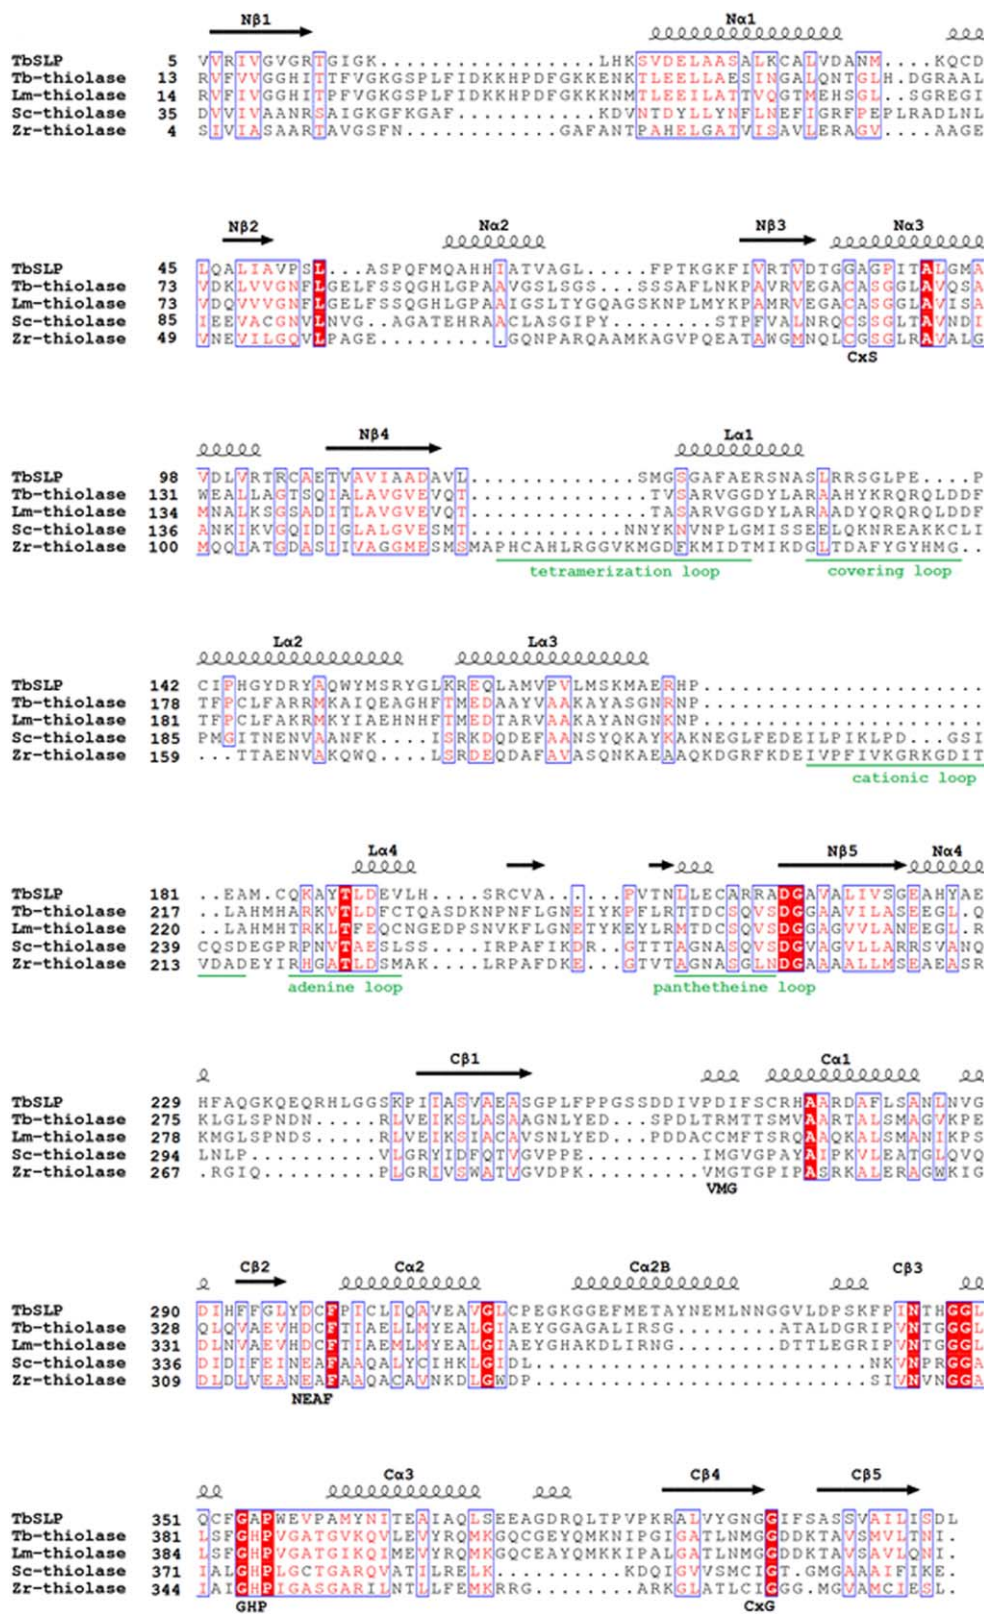 Nβ1 Nα1
TbSLP 5 VVRIVGVGRTGIGK..................LHKSVDELAASALKCALVDANM...KQCD
Tb-thiolase 13 RVFVVGGHITTFVGKGSPLFIDKKHPDFGKKENKTLEELLAESINGALQNTGLH.DGRAAL
Lm-thiolase 14 RVFIVGGHITPFVGKGSPLFIDKKHPDFGKKKNMTLEEILATTVQGTMEHSGL..SGREGI
Sc-thiolase 35 DVVIVAANRSAIGKGFKGAF............KDVNTDYLLYNFLNEFIGRFPEPLRADLNL
Zr-thiolase 4 SIVIASAARTAVGSFN..........GAFANTPAHELGATVISAVLERAGV...AAGE
Nβ2 Nα2 Nβ3 Nα3
TbSLP 45 LQALIAVPSL...ASPQFMQAHHIATVAGL...FPTKGKFIVRTVDTGGAGPITALGMA
Tb-thiolase 73 VDKLVVGNFLGELFSSQGHLGPAAVGSLSGS...SSSAFLNKPAVRVEGACASGGLAVQSA
Lm-thiolase 73 VDQVVVGNFLGELFSSQGHLGPAAIGSLTYGQAGSKNPLMYKPAMRVEGACASGGLAVISA
Sc-thiolase 85 IEEVACGNVLNVG..AGATEHRAACLASGIPY.......STPFVALNRQCSSGLTAVNDI
Zr-thiolase 49 VNEVILGQVLPAGE.........GQNPARQAAMKAGVPQEATAWGMNQLCGSGLRAVALG
CxS
Nβ4 Lα1
TbSLP 98 VDLVRTRCAETVAVIAADAVL..............SMGSGAFAERSNASLRRSGLPE....P
Tb-thiolase 131 WEALLAGTSQIALAVGVEVQT..............TVSARVGGDYLARAAHYKRQRQLDDF
Lm-thiolase 134 MNALKSGSADITLAVGVEVQT..............TASARVGGDYLARAADYQRQRQLDDF
Sc-thiolase 136 ANKIKVGQIDIGLALGVESMT............NNYKNVNPLGMISSEELQKNREAKKCLI
Zr-thiolase 100 MQQIATGDASIIVAGGMESMSMAPHCAHLRGGVKMGDFKMIDTMIKDGLTDAFYGYHMG..
tetramerization loop covering loop
Lα2 Lα3
TbSLP 142 CIPHGYDRYAQWYMSRYGLKREQLAMVPVLMSKMAERHP......................
Tb-thiolase 178 TFPCLFARRMKAIQEAGHFTMEDAAYVAAKAYASGNRNP......................
Lm-thiolase 181 TFPCLFARKMKYIAEHNHFTMEDTARVAAKAYANGNKNP......................
Sc-thiolase 185 PMGITNENVAANFK....ISRKDQDEFAANSYQKAYKAKNEGLFEDEILPIKLPD...GSI
Zr-thiolase 159 ...TTAENVAKQWQ...LSRDEQDAFAVASQNKAEAAQKDGRFKDEIVPFIVKGRKGDIT
cationic loop
Lα4 Nβ5 Nα4
TbSLP 181 ..EAM.CQKAYTLDEVLH.....SRCVA..I...PVTNLLECARRADGAVALIVSGEAHYAE
Tb-thiolase 217 ..LAHMHARKVTLDFCTQASDKNPNFLGNEIYKPFLRTTDCSQVSDGGAAVILASEEGL.Q
Lm-thiolase 220 ..LAHMHTRKLTFEQCNGEDPSNVKFLGNETYKEYLRMTDCSQVSDGGAGVVLANEEGL.R
Sc-thiolase 239 CQSDEGPRPNVTAESLSS.....IRPAFIKDR..GTTTAGNASQVSDGVAGVLLARRSVANQ
Zr-thiolase 213 VDADEYIRHGATLDSMAK....LRPAFDKE..GTVTAGNASGLNDGAAAALLMSEAEASR
adenine loop panthetheine loop
Cβ1 Cα1
TbSLP 229 HFAQGKQEQRHLGGSKPIIASVAEASGPLFPPGSSDDIVPDIFSCRHAARDAFLSANLNVG
Tb-thiolase 275 KLGLSPNDN.....RLVEIKSLASAAGNLYED...SPDLTRMTTSMVAARTALSMAGVKPE
Lm-thiolase 278 KMGLSPNDS.....RLVEIKSIACAVSNLYED...PDDACCMFTSRQAAQKALSMANIKPS
Sc-thiolase 294 LNLP..........VLGRYIDFQTVGVPPE......IMGVGPAYAIPKVLEATGLQVQ
Zr-thiolase 267 .RGIQ.........PLGRIVSWATVGVDPK......VMGTGPIPASRKALERAGWKIG
VMG
Cβ2 Cα2 Cα2B Cβ3
TbSLP 290 DIHFFGLYDCFPICLIQAVEAVGLCPEGKGGEFMETAYNEMLNNGGVLDPSKFPINTHGGL
Tb-thiolase 328 QLQVAEVHDCFTIAELLMYEALGIAEYGGAGALIRSG........ATALDGRIPVNTGGGL
Lm-thiolase 331 DLNVAEVHDCFTIAEMLMYEALGIAEYGHAKDLIRNG........DTTLEGRIPVNTGGGL
Sc-thiolase 336 DIDIFEINEAFAAQALYCIHKLGIDL...................NKVNPRGGA
Zr-thiolase 309 DLDLVEANEAFAAQACAVNKDLGWDP...................SIVNVNGGA
NEAF
Cα3 Cβ4 Cβ5
TbSLP 351 QCFGAPWEVPAMYNITEAIAQLSEEAGDRQLTPVPKRALVYGNGGIFSASSVAILISDL
Tb-thiolase 381 LSFGHPVGATGVKQVLEVYRQMKGQCGEYQMKNIPGIGATLNMGGDDKTAVSMVLTNI.
Lm-thiolase 384 LSFGHPVGATGIKQIMEVYRQMKGQCEAYQMKKIPALGATLNMGGDDKTAVSAVLQNI.
Sc-thiolase 371 IALGHPLGCTGARQVATILRELK..........KDQIGVVSMCIGT.GMGAAAIFIKE.
Zr-thiolase 344 IAIGHPIGASGARILNTLLFEMKRRG........ARKGLATLCIGGG.MGVAMCIESL.
GHP CxG